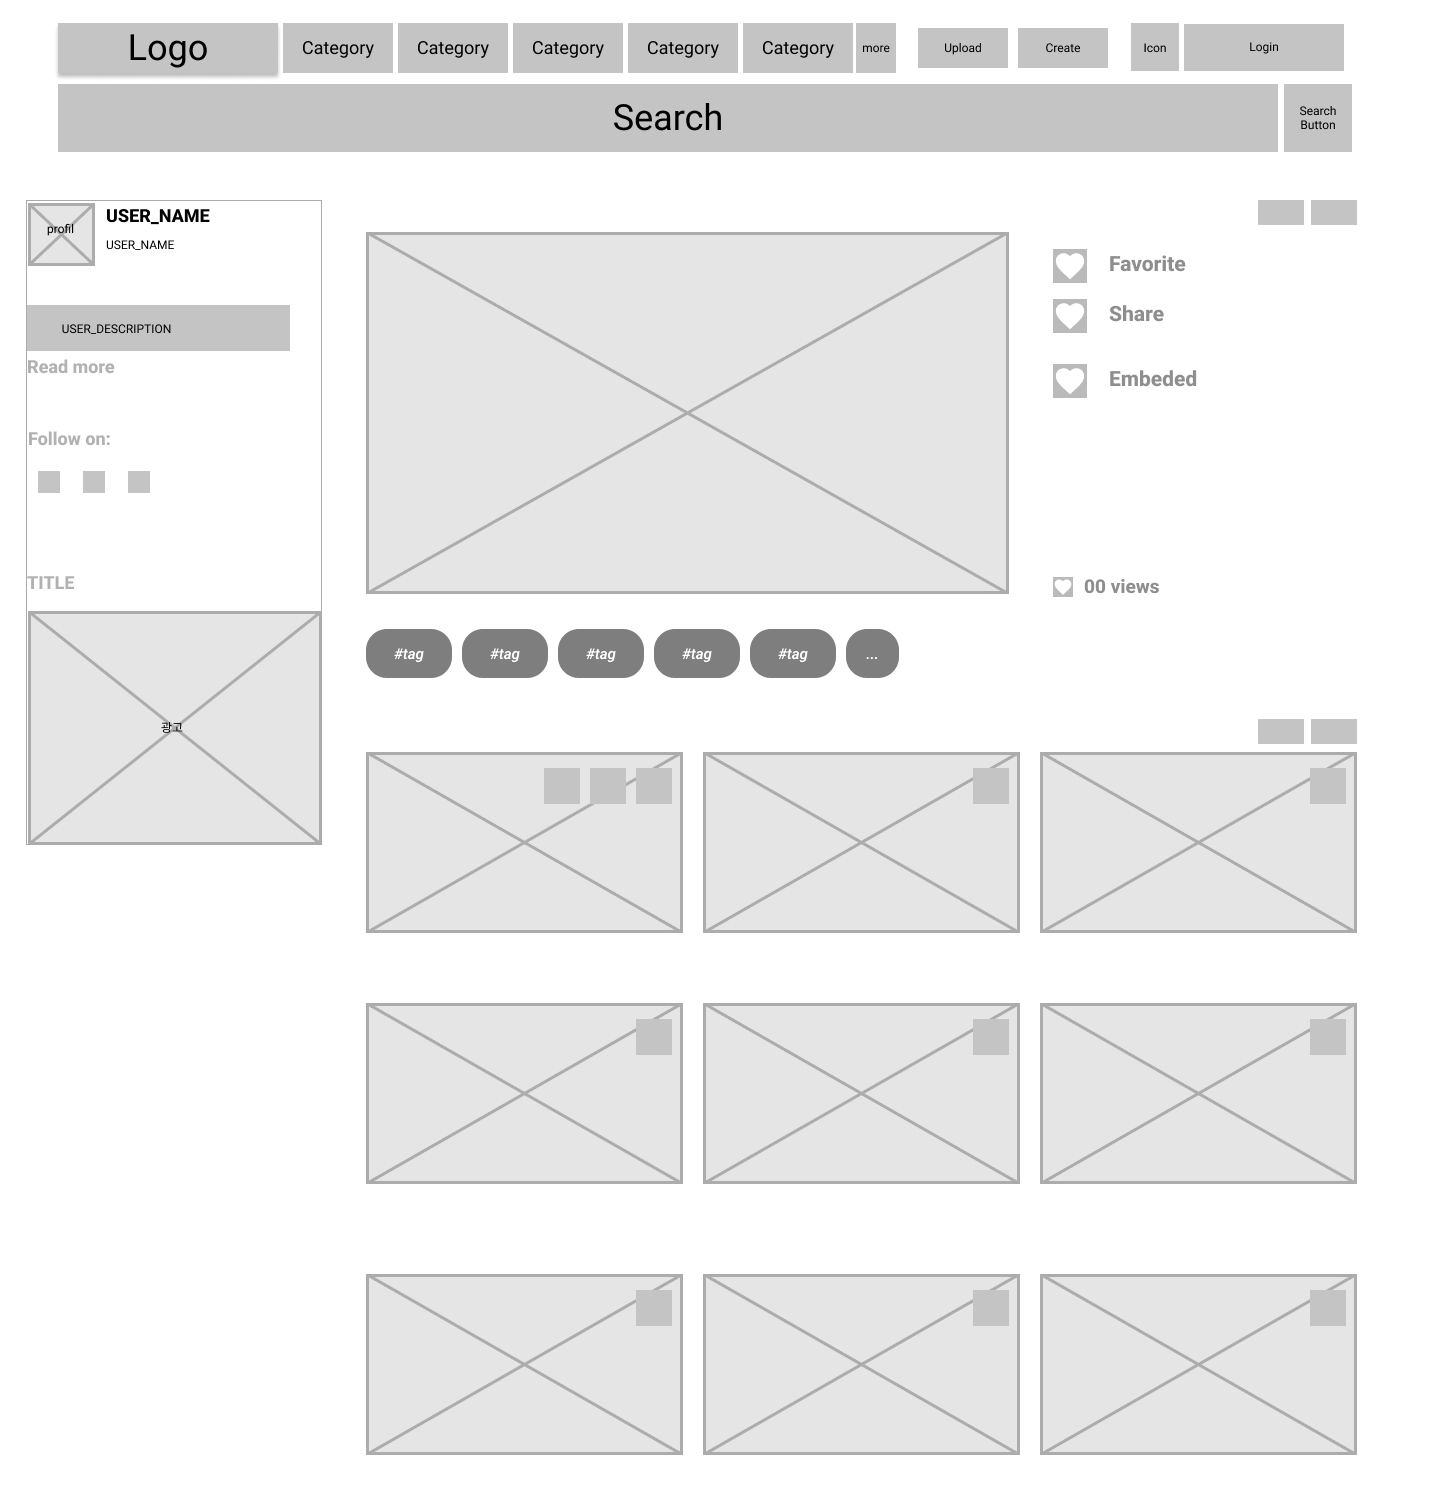 Logo
Category
Category
Category
Category
Category
more
Upload
Create
Icon
Login
Search
Search
Button
profil
USER_NAME
USER_NAME
USER_DESCRIPTION
Read more
Follow on:
TITLE
광고
Favorite
Share
Embeded
00 views
#tag
#tag
#tag
#tag
#tag
...